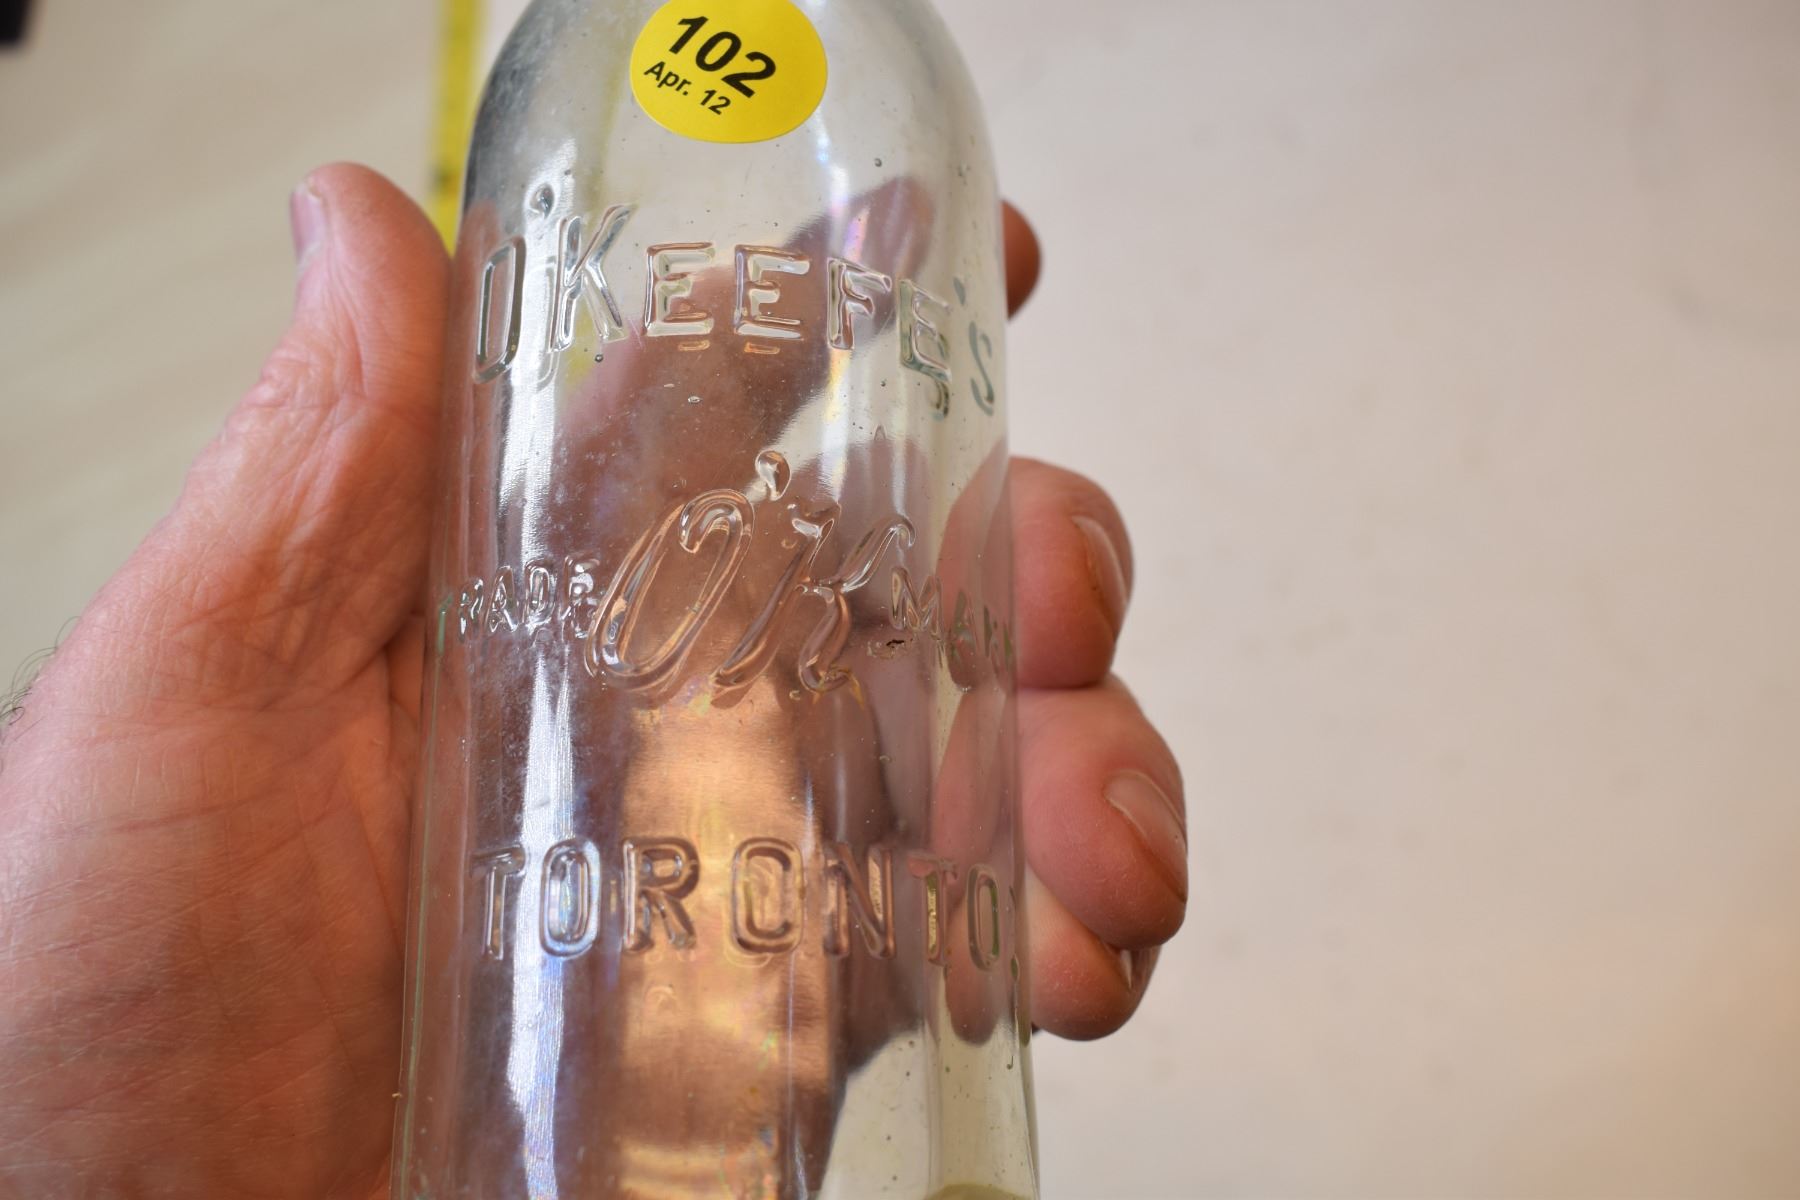 102
Apr. 12
O'KEEFE'S
TRADE O'K MARK
TORONTO.